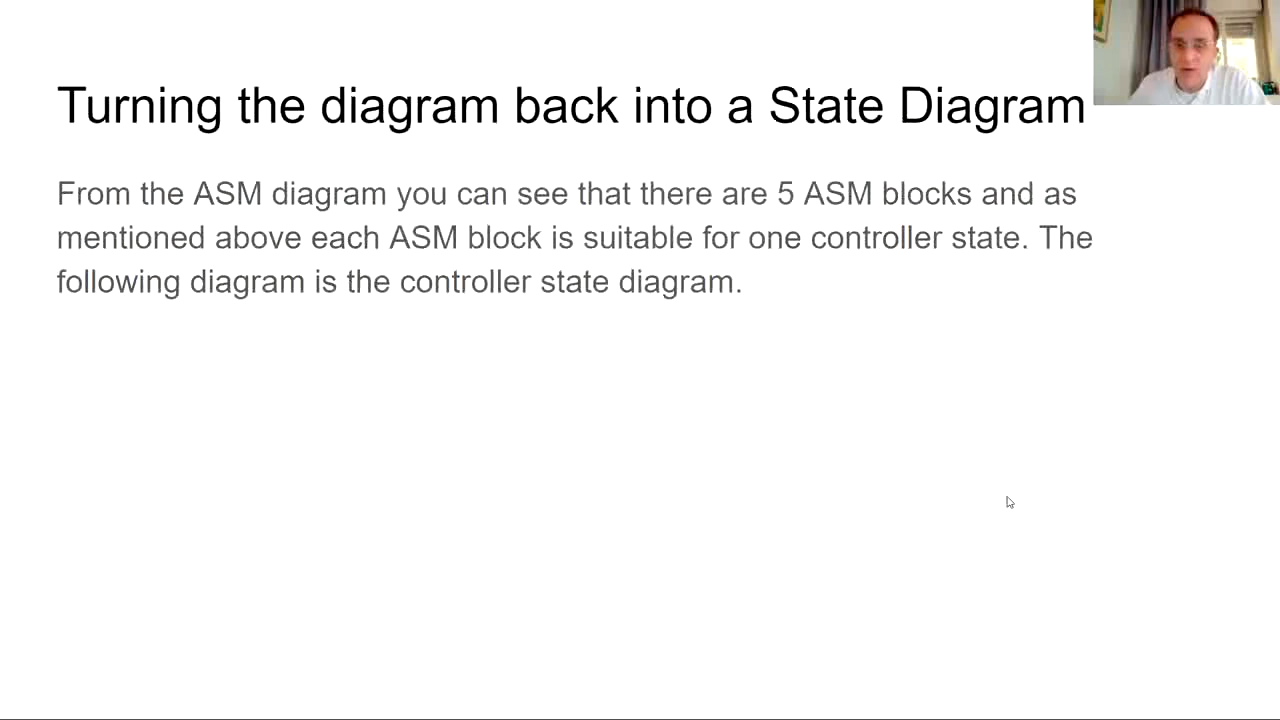 Turning the diagram back into a State Diagram
From the ASM diagram you can see that there are 5 ASM blocks and as
mentioned above each ASM block is suitable for one controller state. The
following diagram is the controller state diagram.